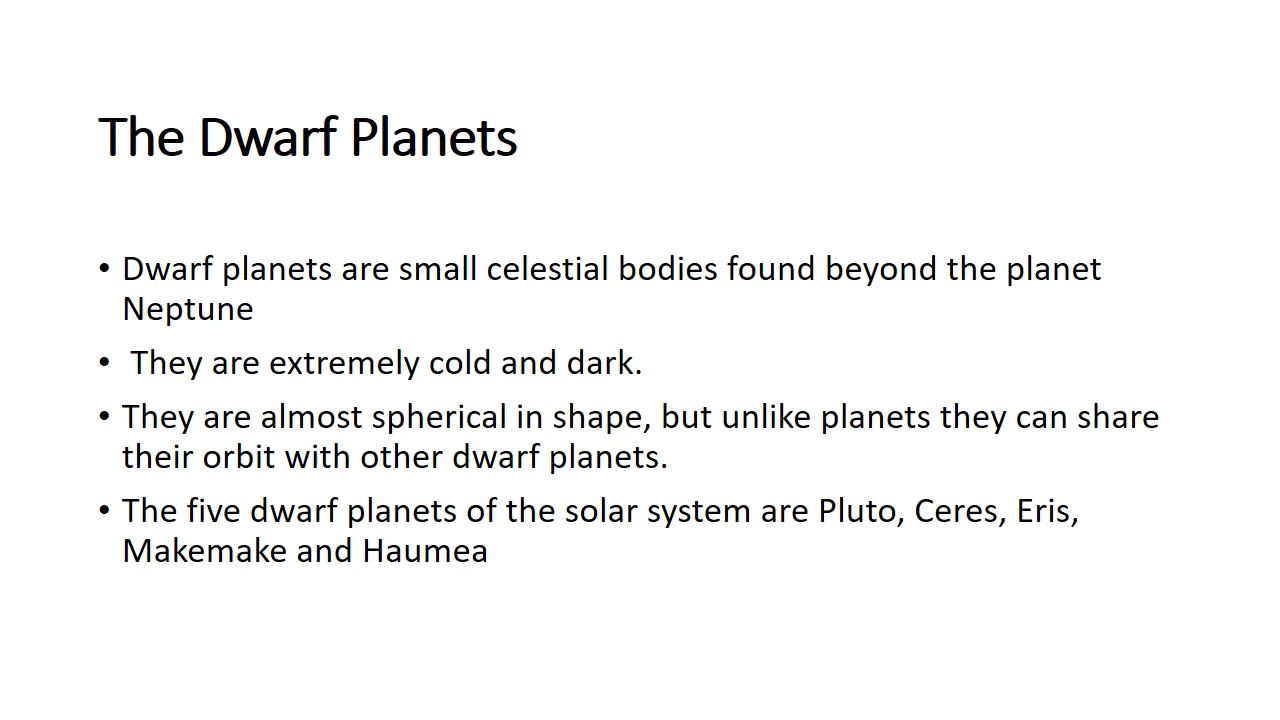 The Dwarf Planets
• Dwarf planets are small celestial bodies found beyond the planet
Neptune
• They are extremely cold and dark.
• They are almost spherical in shape, but unlike planets they can share
their orbit with other dwarf planets.
• The five dwarf planets of the solar system are Pluto, Ceres, Eris,
Makemake and Haumea